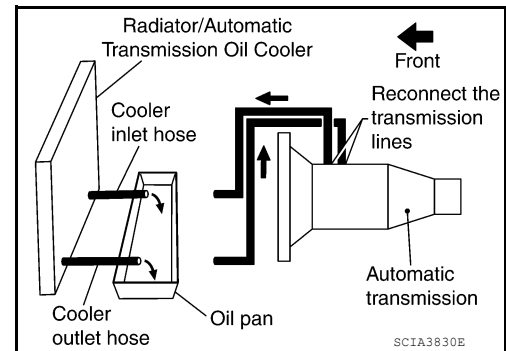 Radiator/Automatic
Transmission Oil Cooler
Front
Cooler
inlet hose
Reconnect the
transmission
lines
Automatic
transmission
Oil pan
Cooler
outlet hose
SCIA3830E